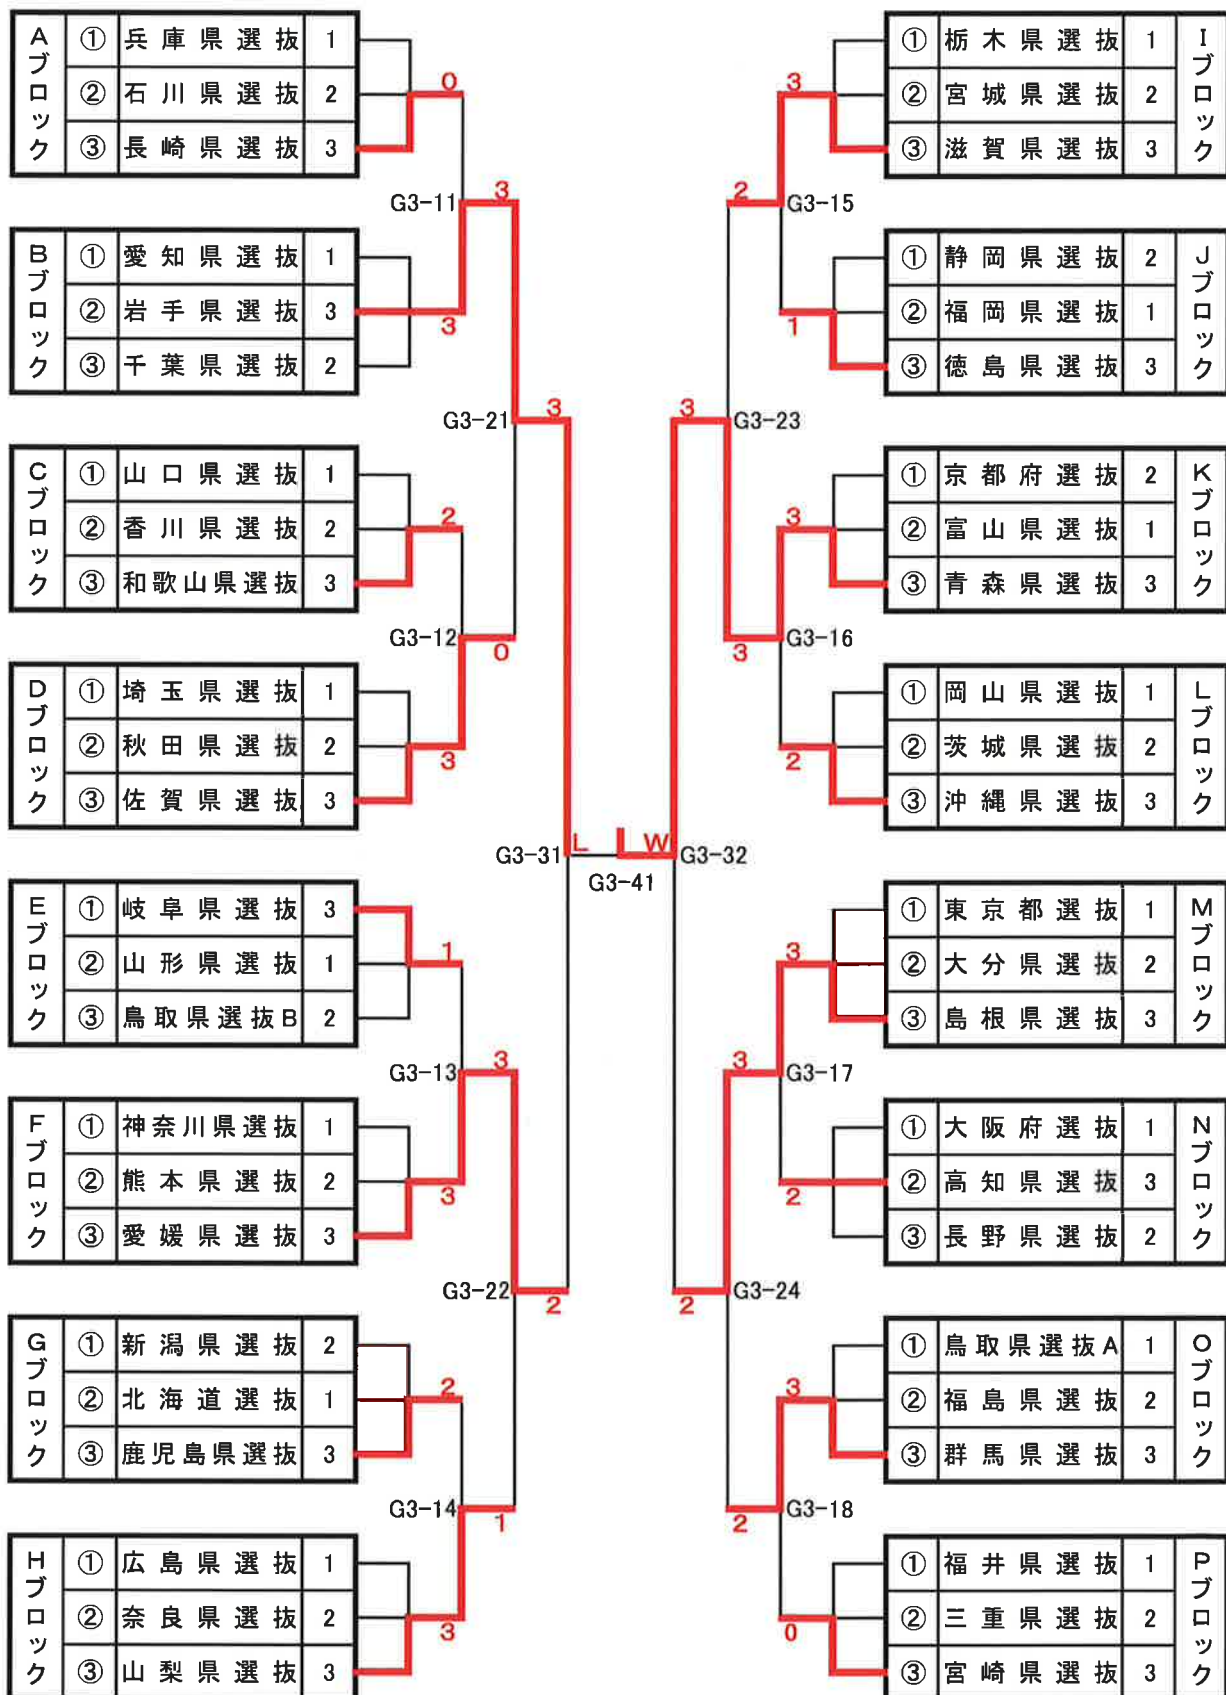 Aブロック
① 兵庫県選抜 1
② 石川県選抜 2
③ 長崎県選抜 3
0
G3-11
3
Bブロック
① 愛知県選抜 1
② 岩手県選抜 3
③ 千葉県選抜 2
3
G3-21
3
Cブロック
① 山口県選抜 1
② 香川県選抜 2
③ 和歌山県選抜 3
2
G3-12
0
Dブロック
① 埼玉県選抜 1
② 秋田県選抜 2
③ 佐賀県選抜 3
3
G3-31
L
W
G3-32
G3-41
Eブロック
① 岐阜県選抜 3
② 山形県選抜 1
③ 鳥取県選抜B 2
1
G3-13
3
Fブロック
① 神奈川県選抜 1
② 熊本県選抜 2
③ 愛媛県選抜 3
3
G3-22
2
Gブロック
① 新潟県選抜 2
② 北海道選抜 1
③ 鹿児島県選抜 3
2
G3-14
1
Hブロック
① 広島県選抜 1
② 奈良県選抜 2
③ 山梨県選抜 3
3
Iブロック
① 栃木県選抜 1
② 宮城県選抜 2
③ 滋賀県選抜 3
3
2
G3-15
Jブロック
① 静岡県選抜 2
② 福岡県選抜 1
③ 徳島県選抜 3
1
3
G3-23
Kブロック
① 京都府選抜 2
② 富山県選抜 1
③ 青森県選抜 3
3
3
G3-16
Lブロック
① 岡山県選抜 1
② 茨城県選抜 2
③ 沖縄県選抜 3
2
Mブロック
① 東京都選抜 1
② 大分県選抜 2
③ 島根県選抜 3
3
3
G3-17
Nブロック
① 大阪府選抜 1
② 高知県選抜 3
③ 長野県選抜 2
2
2
G3-24
Oブロック
① 鳥取県選抜A 1
② 福島県選抜 2
③ 群馬県選抜 3
3
2
G3-18
Pブロック
① 福井県選抜 1
② 三重県選抜 2
③ 宮崎県選抜 3
0